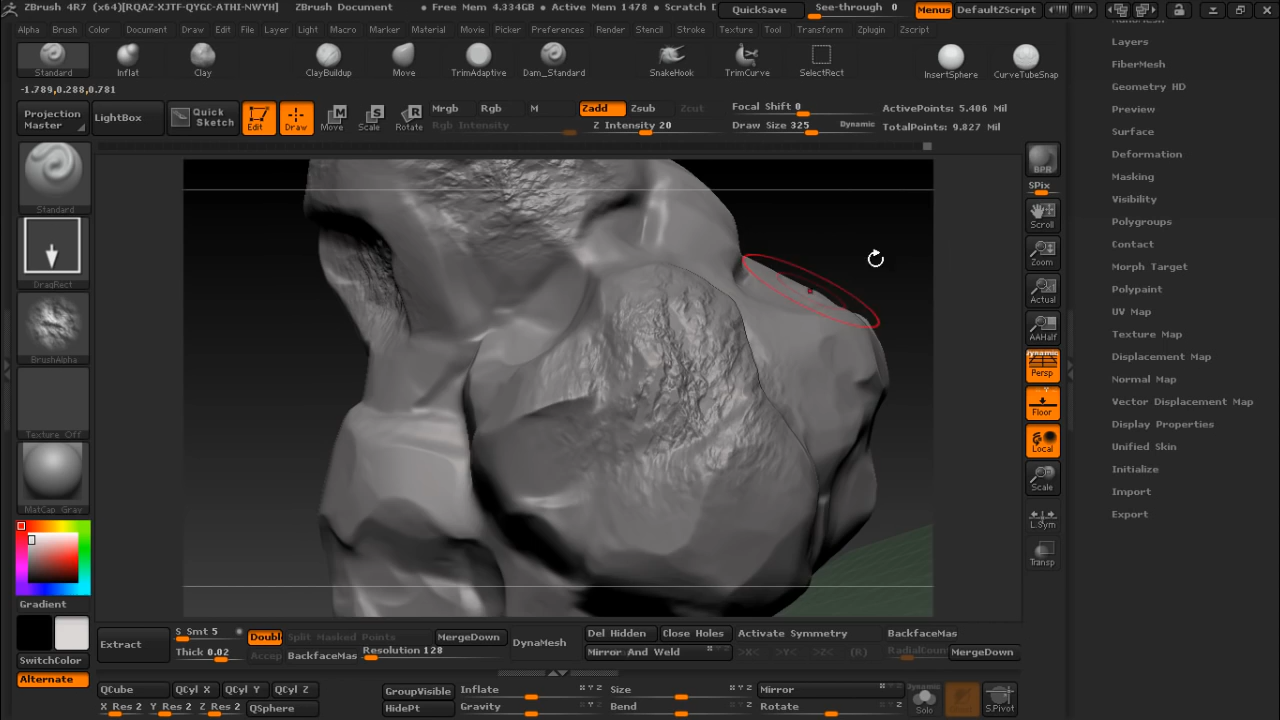 ZBrush 4R7 (x64)[RQAZ-XJTF-QYGC-ATHI-NWYH] ZBrush Document • Free Mem 4.334GB • Active Mem 1478 • Scratch D See-through 0
QuickSave Menus DefaultZScript
Alpha Brush Color Document Draw Edit File Layer Light Macro Marker Material Movie Picker Preferences Render Stencil Stroke Texture Tool Transform Zplugin Zscript
Standard Inflat Clay ClayBuildup Move TrimAdaptive Dam_Standard SnakeHook TrimCurve SelectRect InsertSphere CurveTubeSnap
-1.789,0.288,0.781
Projection Master
LightBox
Quick Sketch
Edit Draw Move Scale Rotate
Mrgb Rgb M Zadd Zsub Zcut
Rgb Intensity Z Intensity 20
Focal Shift 0
Draw Size 325 Dynamic
ActivePoints: 5.406 Mil
TotalPoints: 9.827 Mil
Standard
DragRect
BrushAlpha
Texture Off
MatCap Gray
Gradient
SwitchColor
Alternate
BPR
SPix
Scroll
Zoom
Actual
AAHalf
Dynamic
Persp
Floor
Local
Scale
L.Sym
Transp
Layers
FiberMesh
Geometry HD
Preview
Surface
Deformation
Masking
Visibility
Polygroups
Contact
Morph Target
Polypaint
UV Map
Texture Map
Displacement Map
Normal Map
Vector Displacement Map
Display Properties
Unified Skin
Initialize
Import
Export
Extract
S Smt 5
Thick 0.02
Doubl Split Masked Points MergeDown
Accep BackfaceMas Resolution 128
DynaMesh
Del Hidden Close Holes
Mirror And Weld
Activate Symmetry
>X< >Y< >Z< (R)
BackfaceMas
RadialCoun MergeDown
QCube QCyl X QCyl Y QCyl Z
X Res 2 Y Res 2 Z Res 2 QSphere
GroupVisible
HidePt
Inflate
Gravity
Size
Bend
Mirror
Rotate
Dynamic
Solo
S.Pivot